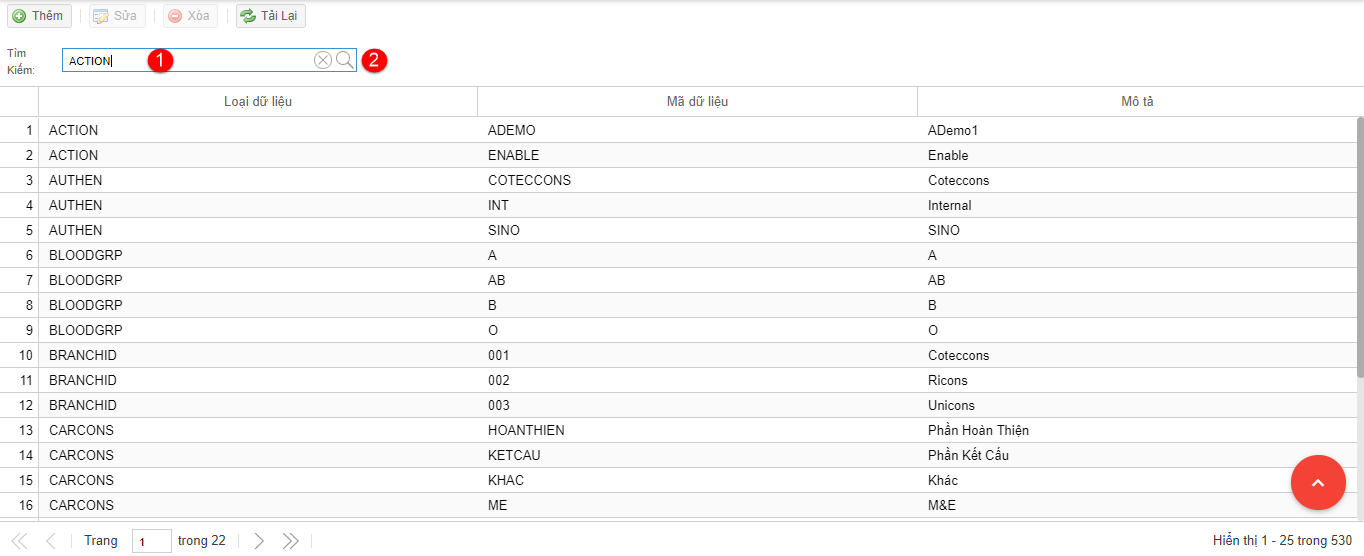 Thêm Sửa Xóa Tải Lại
Tìm
Kiếm:
ACTION 1 2
Loại dữ liệu Mã dữ liệu Mô tả
1 ACTION ADEMO ADemo1
2 ACTION ENABLE Enable
3 AUTHEN COTECCONS Coteccons
4 AUTHEN INT Internal
5 AUTHEN SINO SINO
6 BLOODGRP A A
7 BLOODGRP AB AB
8 BLOODGRP B B
9 BLOODGRP O O
10 BRANCHID 001 Coteccons
11 BRANCHID 002 Ricons
12 BRANCHID 003 Unicons
13 CARCONS HOANTHIEN Phần Hoàn Thiện
14 CARCONS KETCAU Phần Kết Cấu
15 CARCONS KHAC Khác
16 CARCONS ME M&E
Trang 1 trong 22 Hiển thị 1 - 25 trong 530